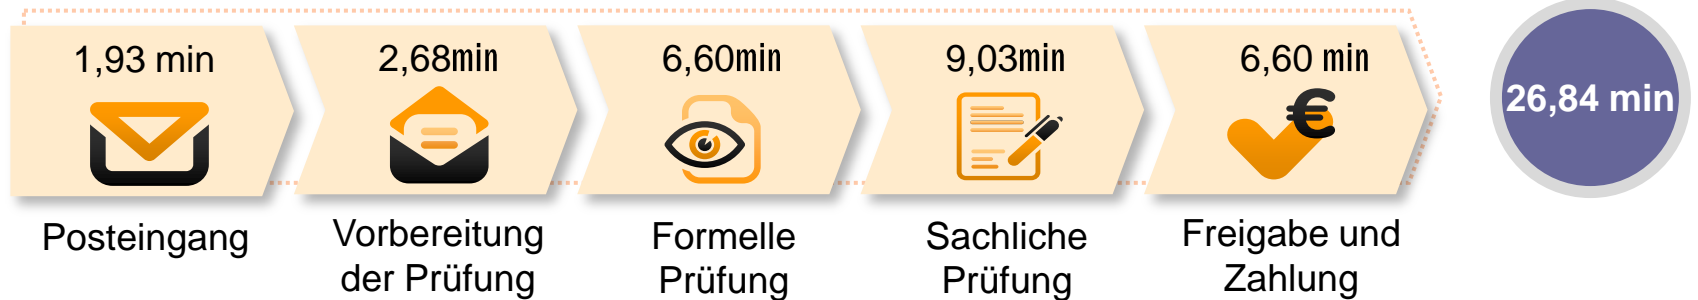 1,93 min
2,68min
6,60min
9,03min
6,60 min
26,84 min
€
Posteingang
Vorbereitung
der Prüfung
Formelle
Prüfung
Sachliche
Prüfung
Freigabe und
Zahlung